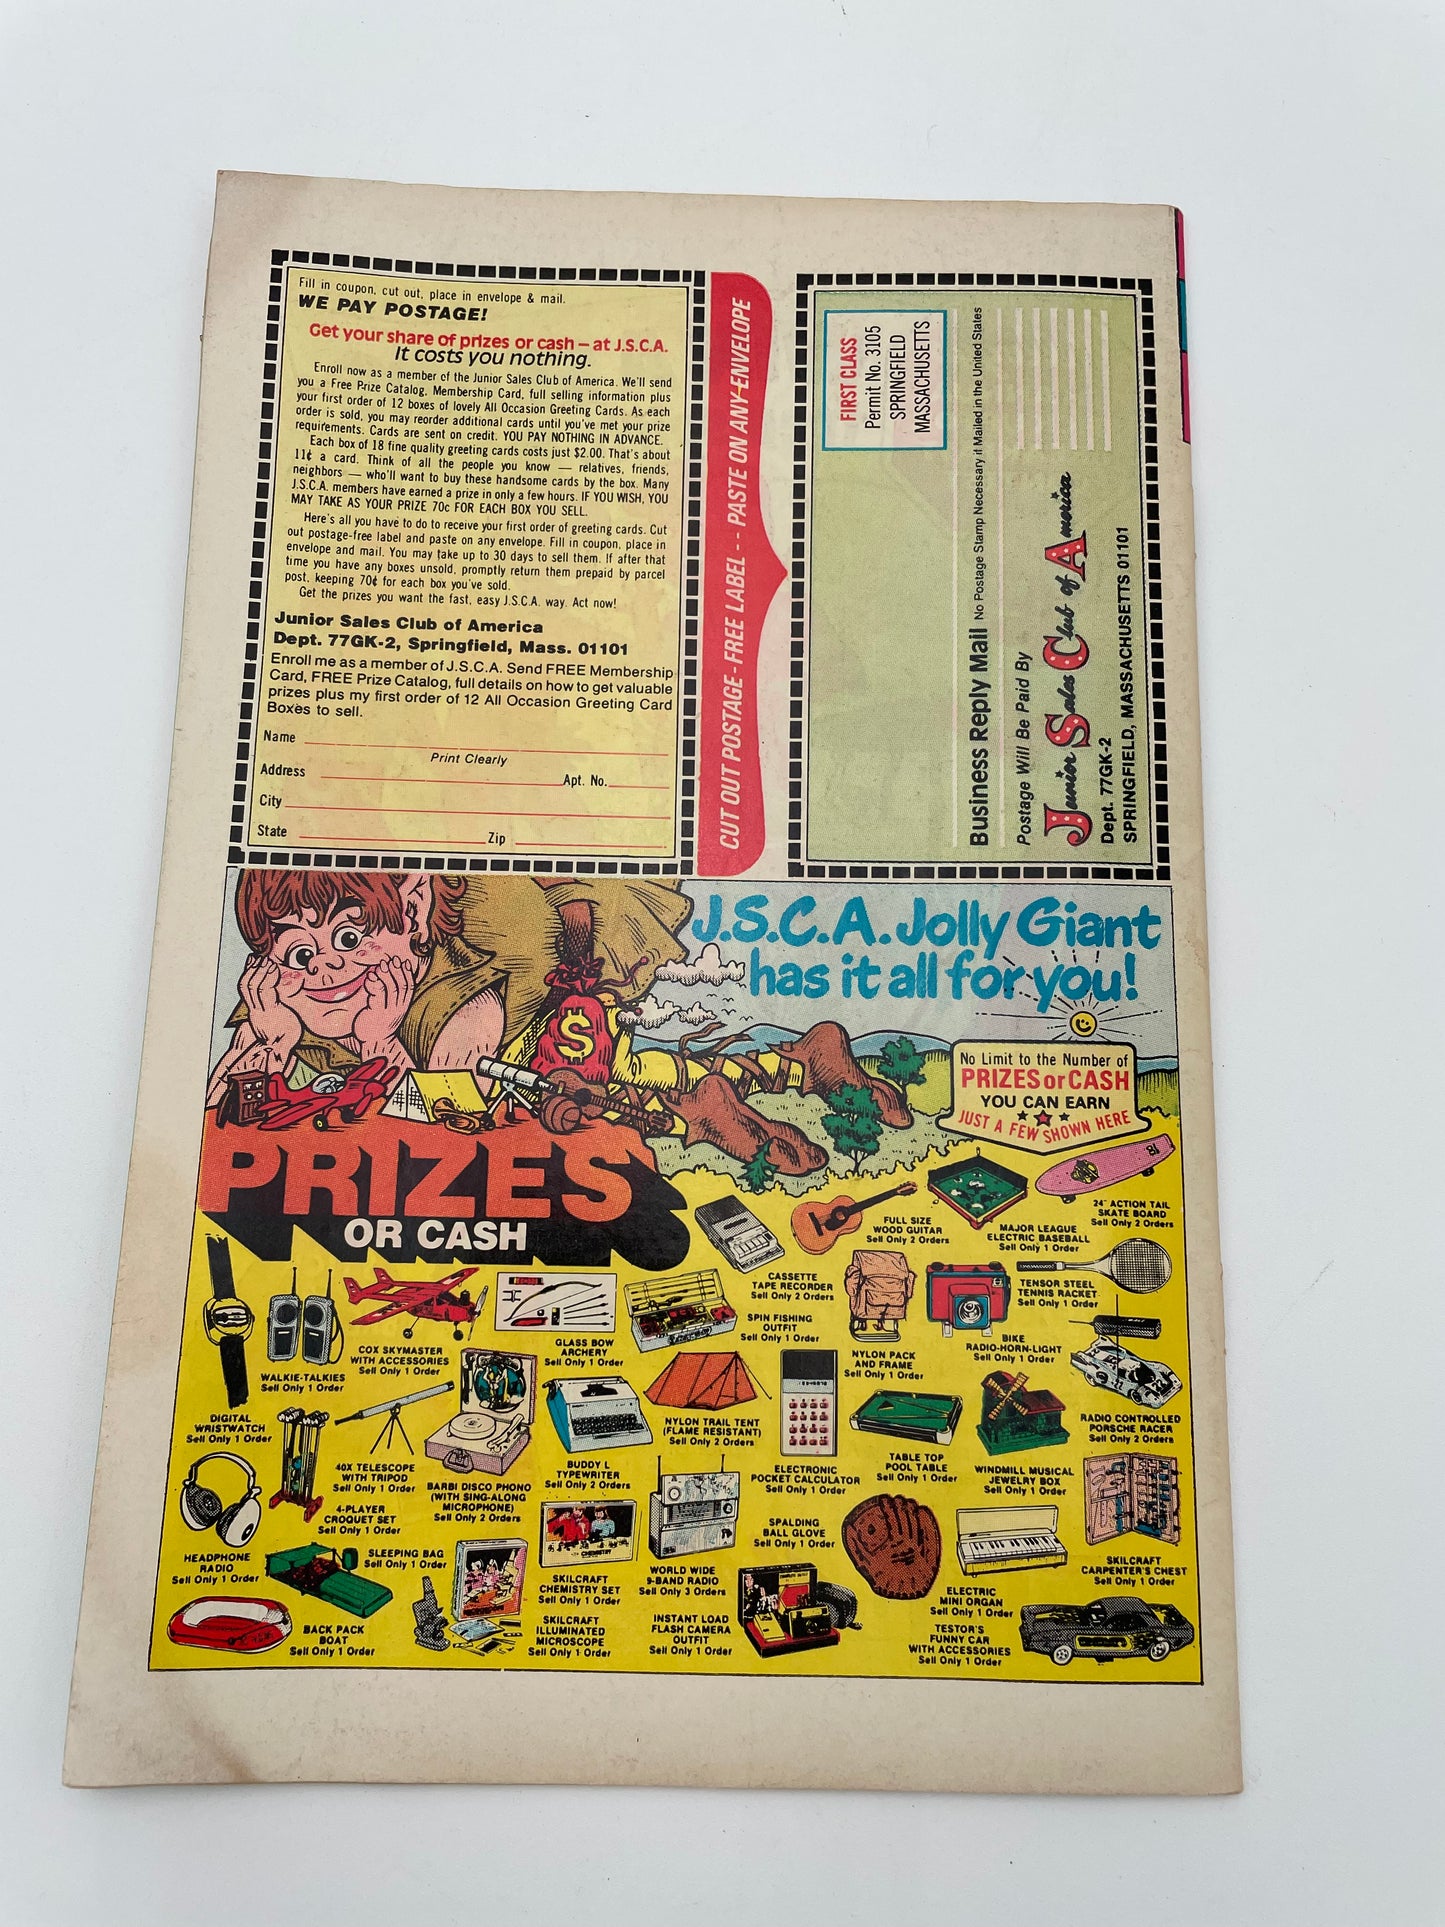 Fill in coupon, cut out, place in envelope & mail.
WE PAY POSTAGE!
Get your share of prizes or cash — at J.S.C.A.
It costs you nothing.
Enroll now as a member of the Junior Sales Club of America. We'll send
you a Free Prize Catalog, Membership Card, full selling information plus
your first order of 12 boxes of lovely All Occasion Greeting Cards. As each
order is sold, you may reorder additional cards until you've met your prize
requirements. Cards are sent on credit. YOU PAY NOTHING IN ADVANCE.
Each box of 18 fine quality greeting cards costs just $2.00. That's about
11¢ a card. Think of all the people you know — relatives, friends,
neighbors — who'll want to buy these handsome cards by the box. Many
J.S.C.A. members have earned a prize in only a few hours. IF YOU WISH, YOU
MAY TAKE AS YOUR PRIZE 70c FOR EACH BOX YOU SELL.
Here's all you have to do to receive your first order of greeting cards. Cut
out postage-free label and paste on any envelope. Fill in coupon, place in
envelope and mail. You may take up to 30 days to sell them. If after that
time you have any boxes unsold, promptly return them prepaid by parcel
post, keeping 70¢ for each box you've sold.
Get the prizes you want the fast, easy J.S.C.A. way. Act now!
Junior Sales Club of America
Dept. 77GK-2, Springfield, Mass. 01101
Enroll me as a member of J.S.C.A. Send FREE Membership
Card, FREE Prize Catalog, full details on how to get valuable
prizes plus my first order of 12 All Occasion Greeting Card
Boxes to sell.
Name
Print Clearly
Address Apt. No.
City
State Zip
CUT OUT POSTAGE-FREE LABEL -- PASTE ON ANY ENVELOPE
FIRST CLASS
Permit No. 3105
SPRINGFIELD
MASSACHUSETTS
Business Reply Mail No Postage Stamp Necessary if Mailed in the United States
Postage Will Be Paid By
Junior Sales Club of America
Dept. 77GK-2
SPRINGFIELD, MASSACHUSETTS 01101
J.S.C.A. Jolly Giant
has it all for you!
$
No Limit to the Number of
PRIZES or CASH
YOU CAN EARN
JUST A FEW SHOWN HERE
PRIZES
OR CASH
24" ACTION TAIL
SKATE BOARD
Sell Only 2 Orders
FULL SIZE
WOOD GUITAR
Sell Only 2 Orders
MAJOR LEAGUE
ELECTRIC BASEBALL
Sell Only 1 Order
CASSETTE
TAPE RECORDER
Sell Only 2 Orders
TENSOR STEEL
TENNIS RACKET
Sell Only 1 Order
SPIN FISHING
OUTFIT
Sell Only 1 Order
GLASS BOW
ARCHERY
Sell Only 1 Order
COX SKYMASTER
WITH ACCESSORIES
Sell Only 1 Order
WALKIE-TALKIES
Sell Only 1 Order
NYLON PACK
AND FRAME
Sell Only 1 Order
BIKE
RADIO-HORN-LIGHT
Sell Only 1 Order
DIGITAL
WRISTWATCH
Sell Only 1 Order
NYLON TRAIL TENT
(FLAME RESISTANT)
Sell Only 2 Orders
RADIO CONTROLLED
PORSCHE RACER
Sell Only 2 Orders
40X TELESCOPE
WITH TRIPOD
Sell Only 1 Order
BARBI DISCO PHONO
(WITH SING-ALONG
MICROPHONE)
Sell Only 2 Orders
BUDDY L
TYPEWRITER
Sell Only 2 Orders
ELECTRONIC
POCKET CALCULATOR
Sell Only 1 Order
TABLE TOP
POOL TABLE
Sell Only 1 Order
WINDMILL MUSICAL
JEWELRY BOX
Sell Only 1 Order
4-PLAYER
CROQUET SET
Sell Only 1 Order
SPALDING
BALL GLOVE
Sell Only 1 Order
HEADPHONE
RADIO
Sell Only 1 Order
SLEEPING BAG
Sell Only 1 Order
CHEMISTRY
SKILCRAFT
CHEMISTRY SET
Sell Only 1 Order
WORLD WIDE
9-BAND RADIO
Sell Only 3 Orders
SKILCRAFT
CARPENTER'S CHEST
Sell Only 1 Order
ELECTRIC
MINI ORGAN
Sell Only 1 Order
BACK PACK
BOAT
Sell Only 1 Order
SKILCRAFT
ILLUMINATED
MICROSCOPE
Sell Only 1 Order
INSTANT LOAD
FLASH CAMERA
OUTFIT
Sell Only 1 Order
TESTOR'S
FUNNY CAR
WITH ACCESSORIES
Sell Only 1 Order